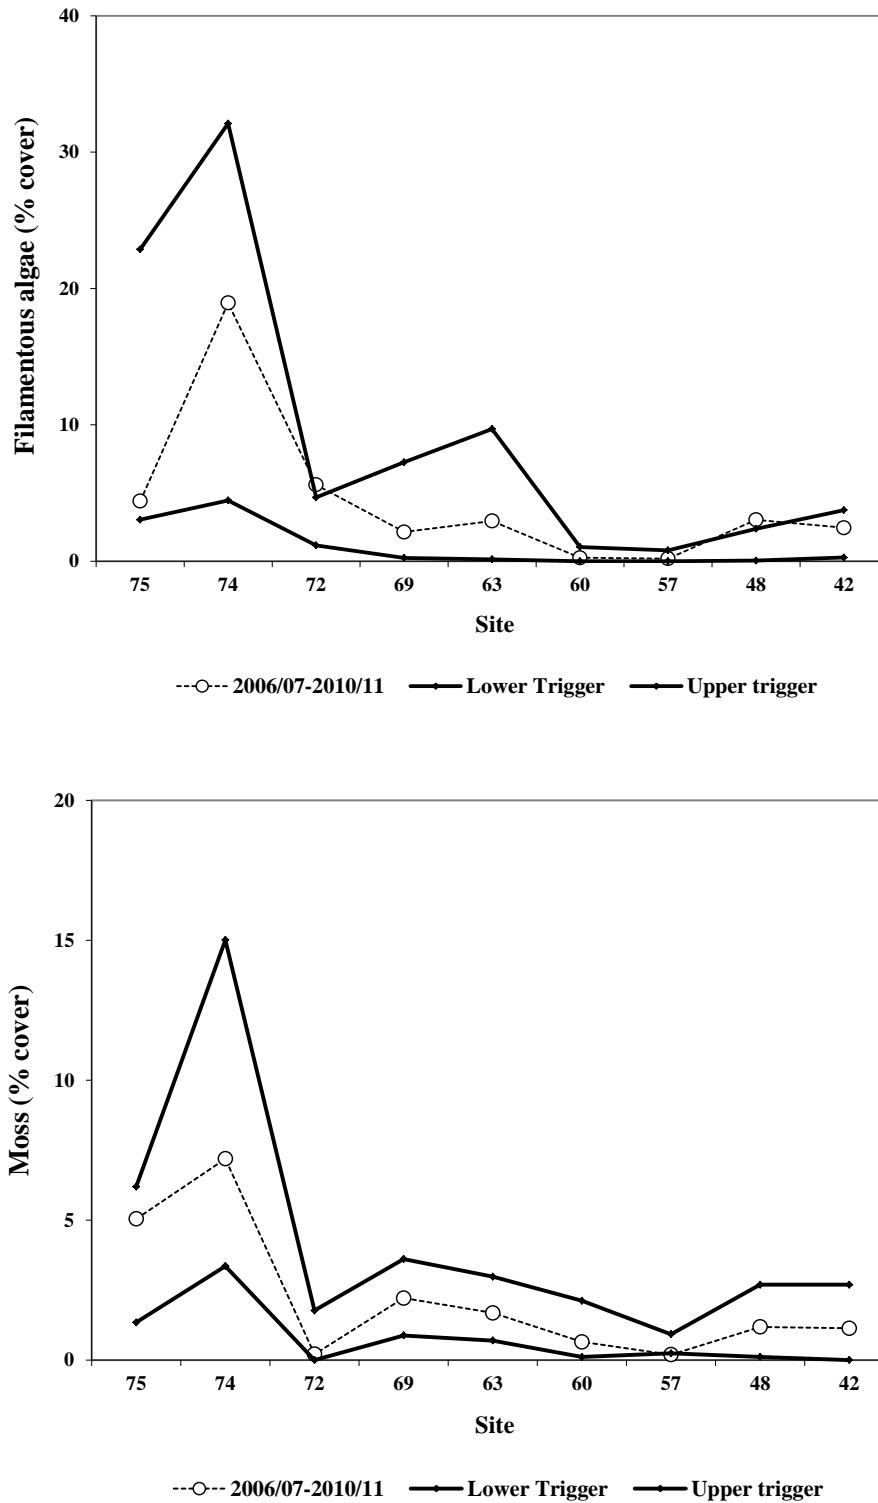 40
30
20
10
0
Filamentous algae (% cover)
75 74 72 69 63 60 57 48 42
Site
2006/07-2010/11 Lower Trigger Upper trigger
20
15
10
5
0
Moss (% cover)
75 74 72 69 63 60 57 48 42
Site
2006/07-2010/11 Lower Trigger Upper trigger